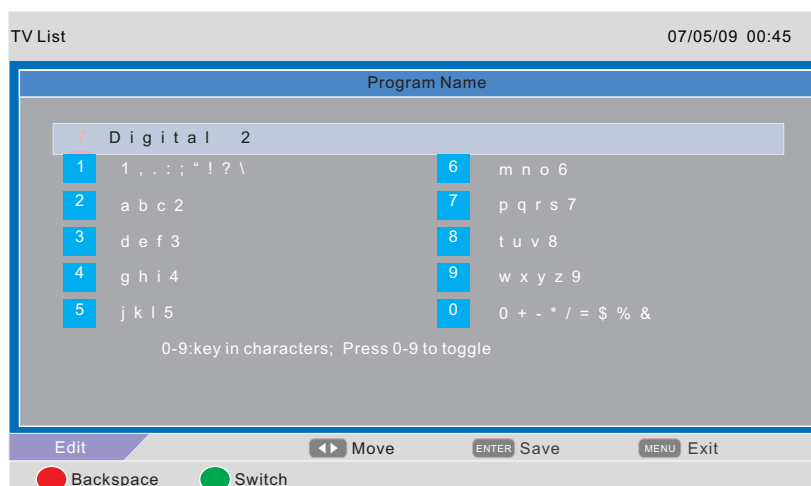 TV List 07/05/09 00:45
Program Name
7 Digital 2
1 1 , . : ; “ ! ? \ 6 m n o 6
2 a b c 2 7 p q r s 7
3 d e f 3 8 t u v 8
4 g h i 4 9 w x y z 9
5 j k l 5 0 0 + - * / = $ % &
0-9:key in characters; Press 0-9 to toggle
Edit Move ENTER Save MENU Exit
Backspace Switch